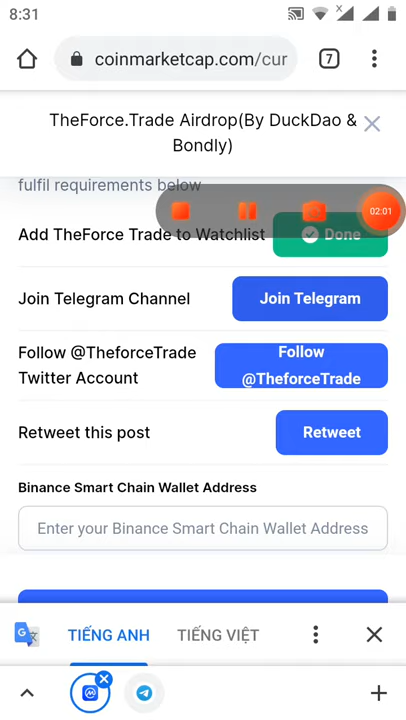 8:31
coinmarketcap.com/cur
7
TheForce.Trade Airdrop(By DuckDao &
Bondly)
fulfil requirements below
02:01
Add TheForce Trade to Watchlist
Done
Join Telegram Channel
Join Telegram
Follow @TheforceTrade
Twitter Account
Follow
@TheforceTrade
Retweet this post
Retweet
Binance Smart Chain Wallet Address
Enter your Binance Smart Chain Wallet Address
TIẾNG ANH
TIẾNG VIỆT